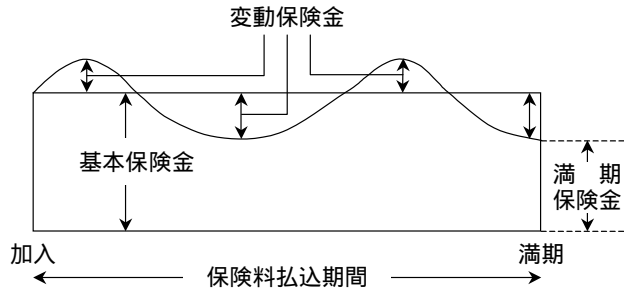 変動保険金
基本保険金
満　期
保険金
加入
満期
保険料払込期間